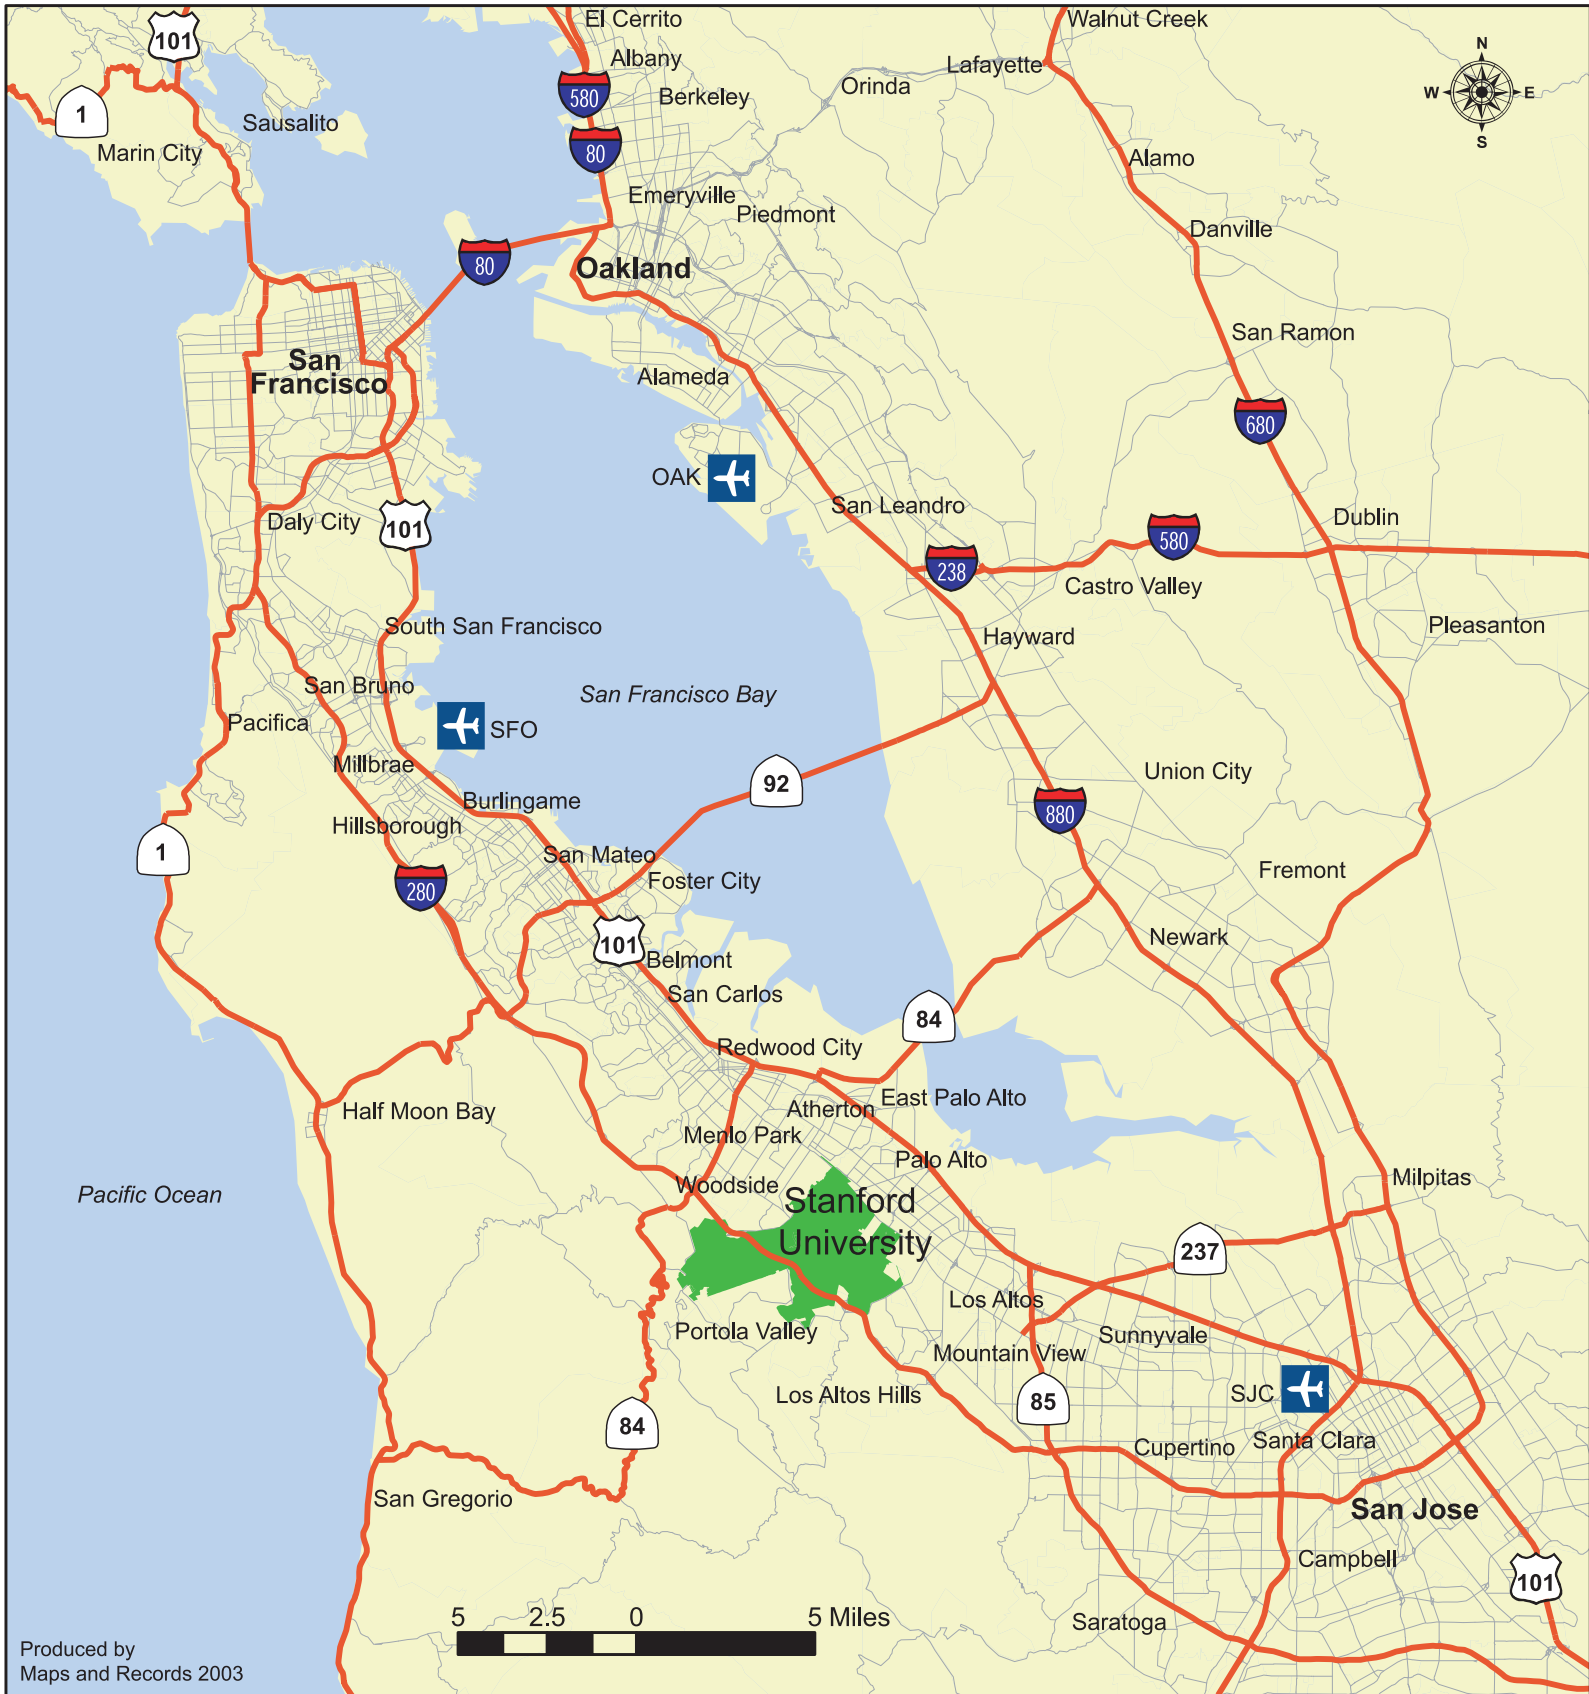 El Cerrito
Walnut Creek
101
Albany
Lafayette
Orinda
N
W
E
S
580
Berkeley
1
Sausalito
80
Marin City
Alamo
Emeryville
Piedmont
Danville
80
Oakland
San Ramon
San
Francisco
Alameda
680
OAK
San Leandro
Daly City
101
Dublin
580
238
Castro Valley
South San Francisco
Hayward
Pleasanton
San Bruno
San Francisco Bay
Pacifica
SFO
Millbrae
92
Union City
Burlingame
880
Hillsborough
1
San Mateo
Foster City
Fremont
280
101
Newark
Belmont
San Carlos
84
Redwood City
East Palo Alto
Atherton
Half Moon Bay
Menlo Park
Palo Alto
Pacific Ocean
Woodside
Milpitas
Stanford
University
237
Los Altos
Portola Valley
Sunnyvale
Mountain View
Los Altos Hills
SJC
85
84
Cupertino
Santa Clara
San Gregorio
San Jose
Campbell
101
5
2.5
0
5 Miles
Saratoga
Produced by
Maps and Records 2003